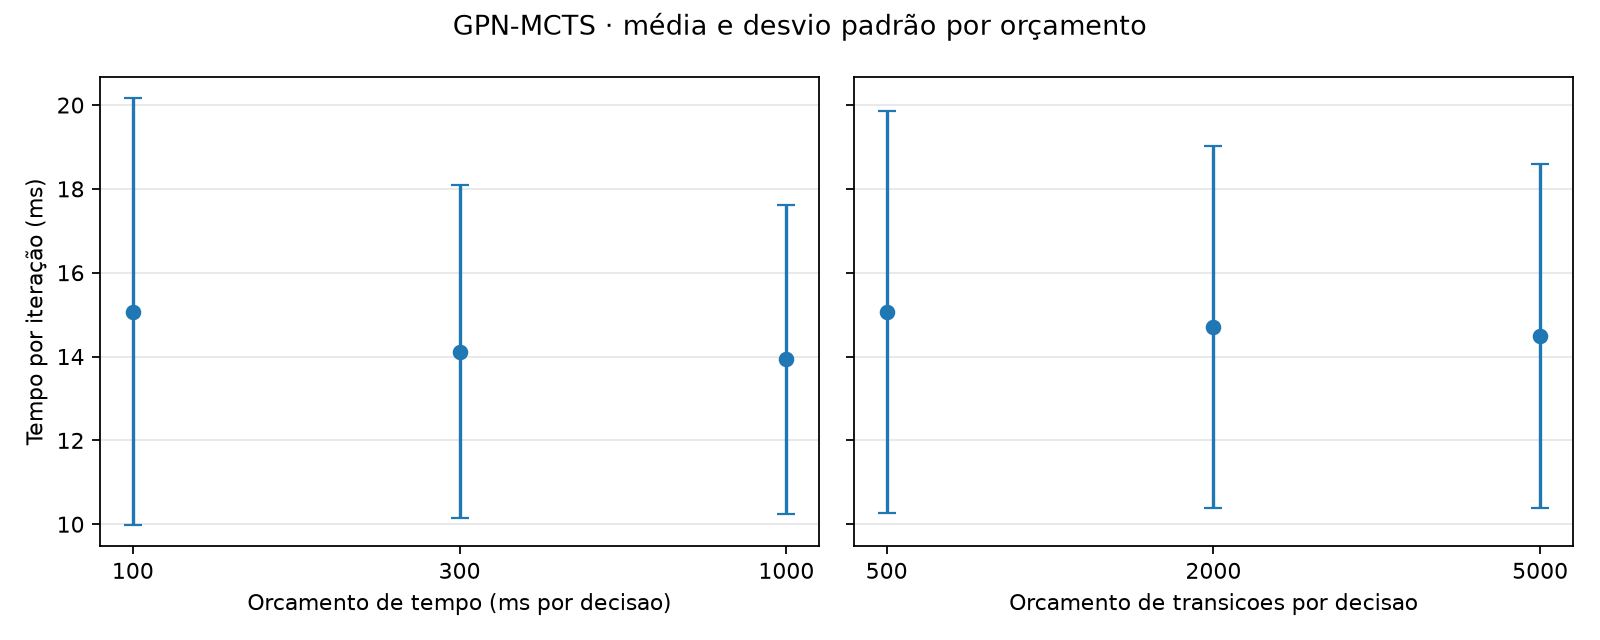 GPN-MCTS · média e desvio padrão por orçamento
Tempo por iteração (ms)
20
18
16
14
12
10
100 300 1000
Orcamento de tempo (ms por decisao)
500 2000 5000
Orcamento de transicoes por decisao